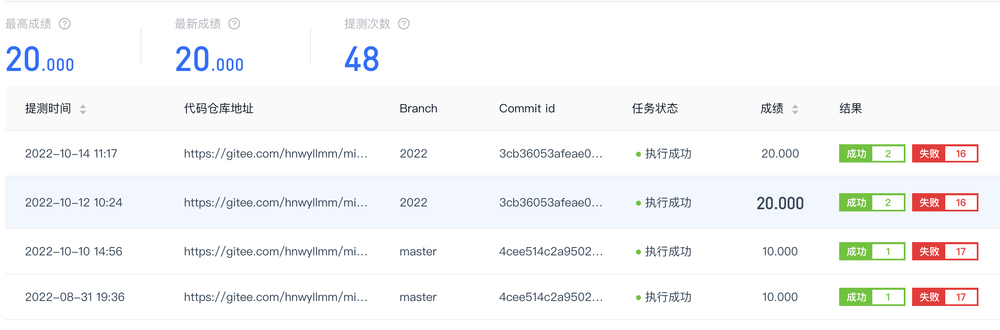 最高成绩 最新成绩 提测次数
20.000 20.000 48
提测时间 代码仓库地址 Branch Commit id 任务状态 成绩 结果
2022-10-14 11:17 https://gitee.com/hnwyllmm/mi... 2022 3cb36053afeae0... 执行成功 20.000 成功 2 失败 16
2022-10-12 10:24 https://gitee.com/hnwyllmm/mi... 2022 3cb36053afeae0... 执行成功 20.000 成功 2 失败 16
2022-10-10 14:56 https://gitee.com/hnwyllmm/mi... master 4cee514c2a9502... 执行成功 10.000 成功 1 失败 17
2022-08-31 19:36 https://gitee.com/hnwyllmm/mi... master 4cee514c2a9502... 执行成功 10.000 成功 1 失败 17